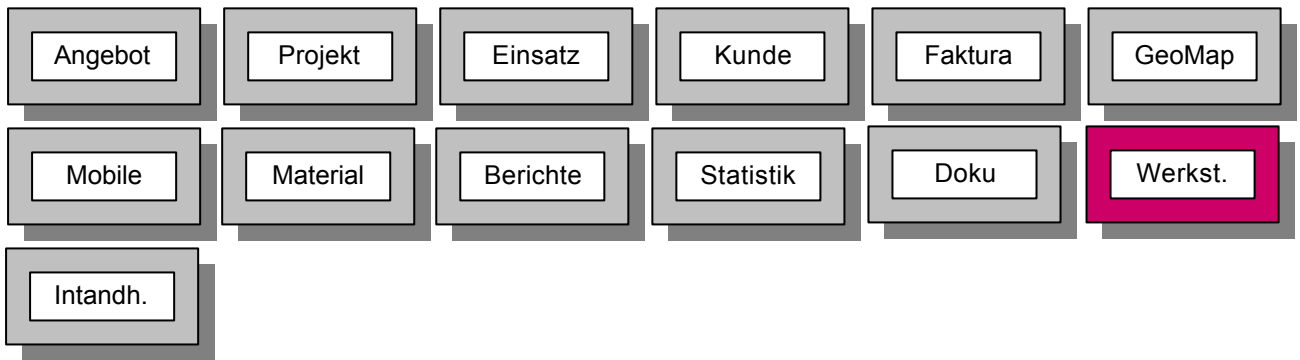 Angebot Projekt Einsatz Kunde Faktura GeoMap
Mobile Material Berichte Statistik Doku Werkst.
Intandh.